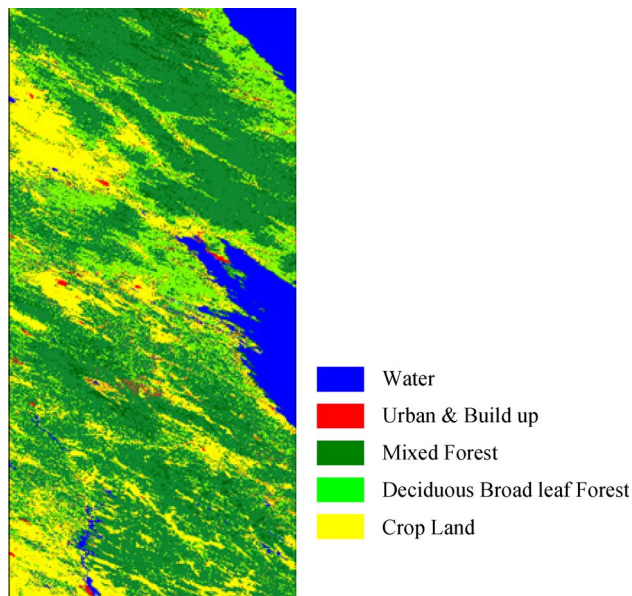 Water
Urban & Build up
Mixed Forest
Deciduous Broad leaf Forest
Crop Land